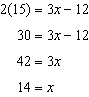 2(15) = 3x − 12
30 = 3x − 12
42 = 3x
14 = x